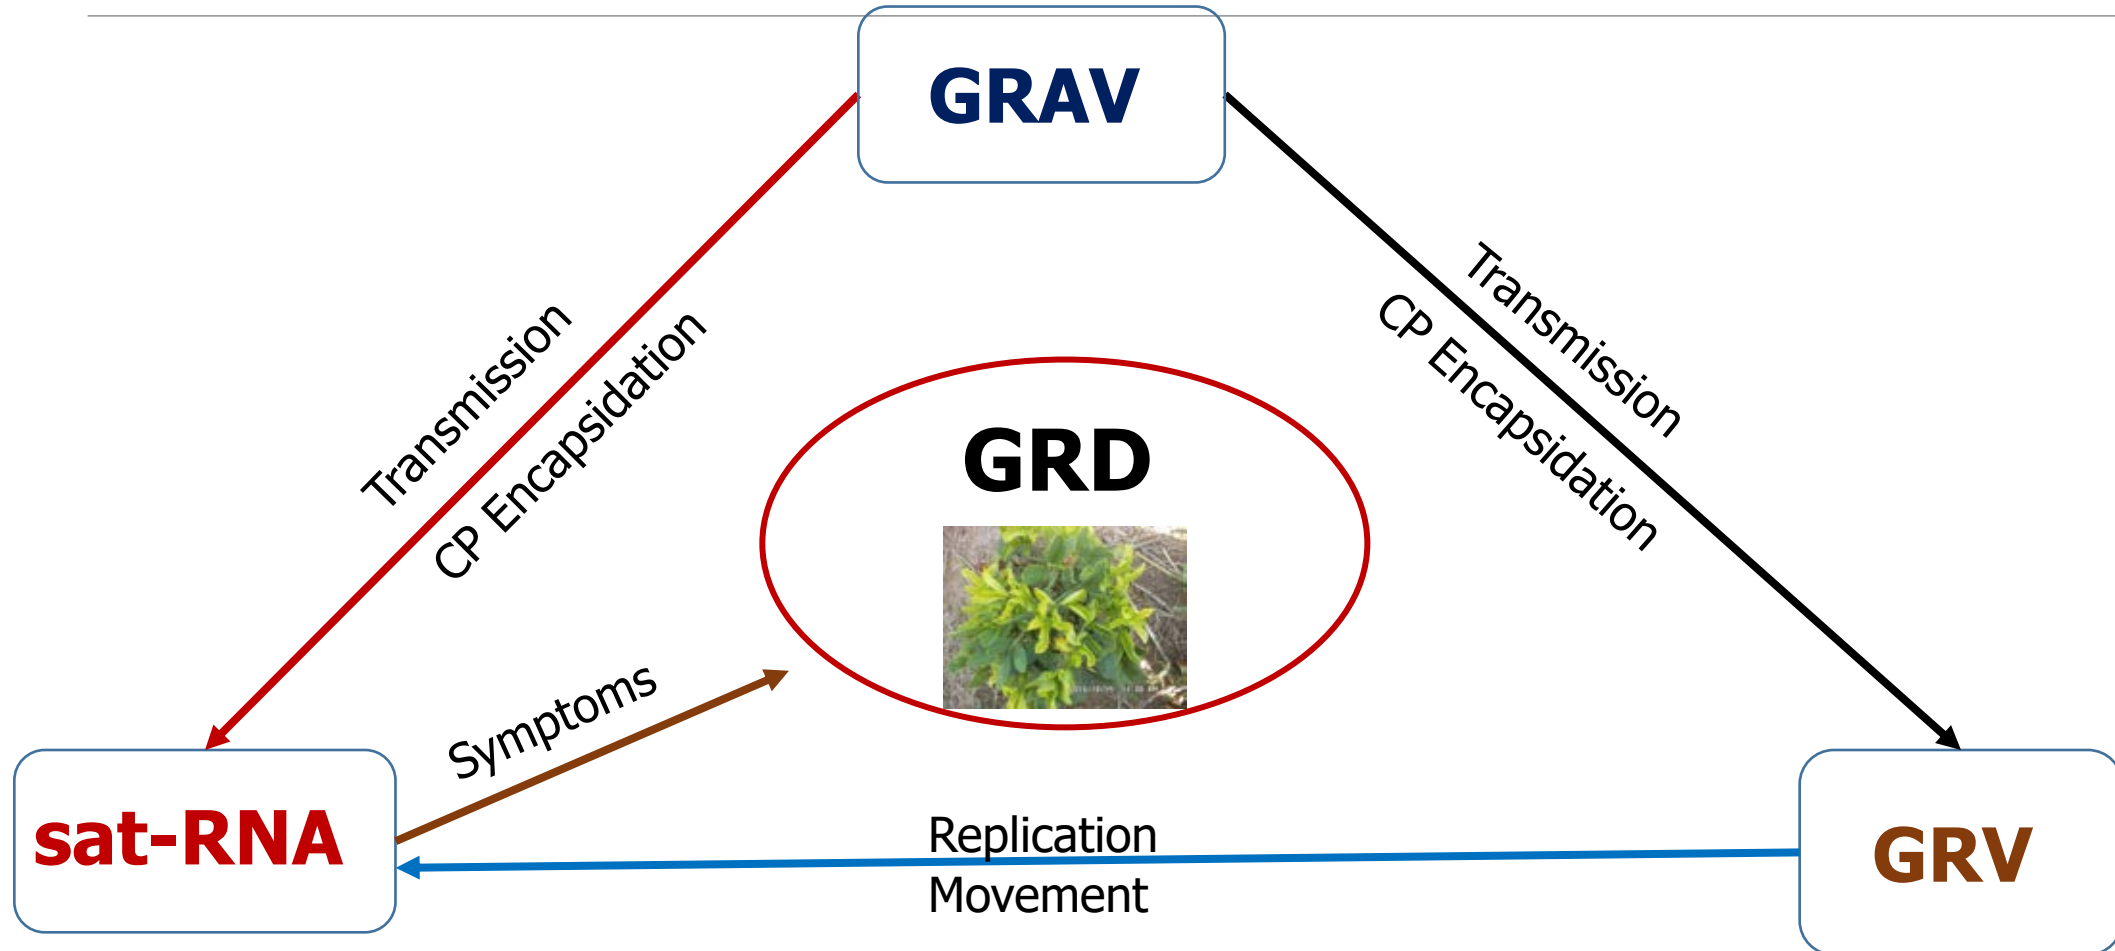 GRAV
Transmission
CP Encapsidation
Transmission
CP Encapsidation
GRD
Symptoms
sat-RNA
Replication
Movement
GRV